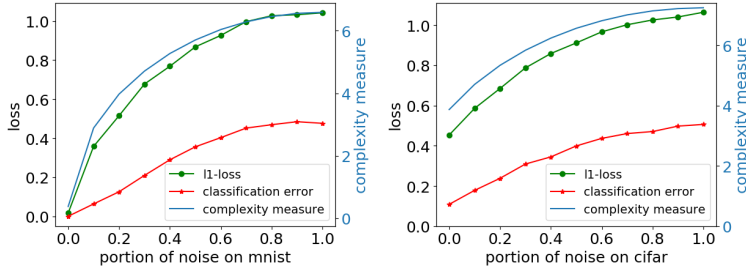 loss
1.0
0.8
0.6
0.4
0.2
0.0
0.0 0.2 0.4 0.6 0.8 1.0
portion of noise on mnist
6
4
2
0
complexity measure
l1-loss
classification error
complexity measure
loss
1.0
0.8
0.6
0.4
0.2
0.0
0.0 0.2 0.4 0.6 0.8 1.0
portion of noise on cifar
6
4
2
0
complexity measure
l1-loss
classification error
complexity measure